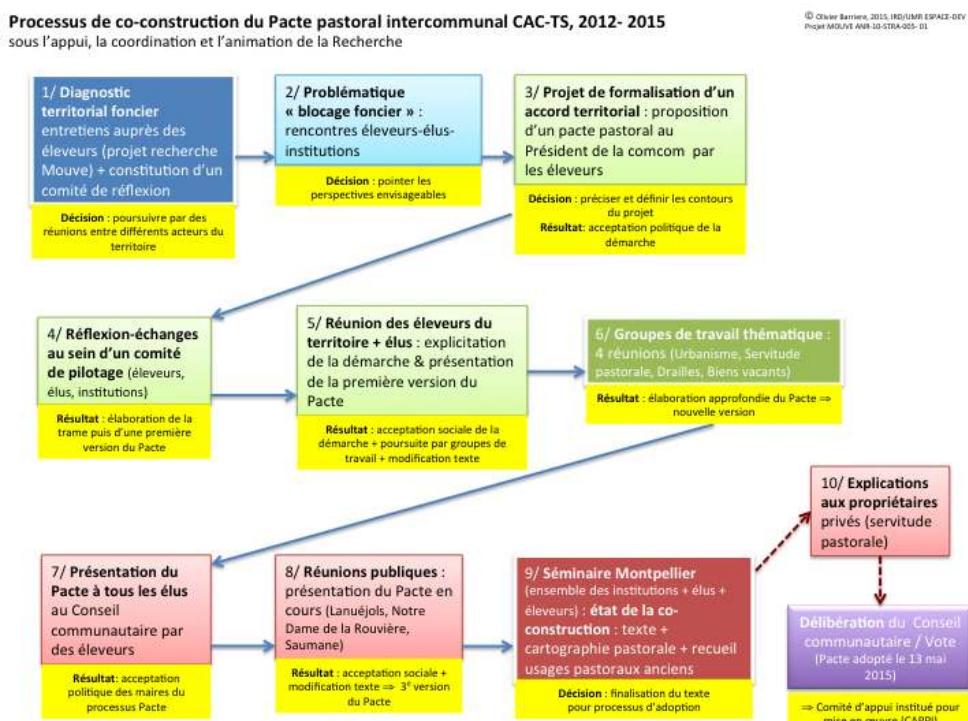 Processus de co-construction du Pacte pastoral intercommunal CAC-TS, 2012- 2015
sous l'appui, la coordination et l'animation de la Recherche
© Olivier Barriere, 2015, IRD/UMR ESPACE-DEV
Projet MOUVE ANR-10-STRA-005- 01
1/ Diagnostic
territorial foncier
entretiens auprès des
éleveurs (projet recherche
Mouve) + constitution d'un
comité de réflexion
Décision : poursuivre par des
réunions entre différents acteurs du
territoire
2/ Problématique
« blocage foncier » :
rencontres éleveurs-élus-
institutions
Décision : pointer les
perspectives envisageables
3/ Projet de formalisation d'un
accord territorial : proposition
d'un pacte pastoral au
Président de la comcom par
les éleveurs
Décision : préciser et définir les contours
du projet
Résultat: acceptation politique de la
démarche
4/ Réflexion-échanges
au sein d'un comité
de pilotage (éleveurs,
élus, institutions)
Résultat : élaboration de la
trame puis d'une première
version du Pacte
5/ Réunion des éleveurs du
territoire + élus : explicitation
de la démarche & présentation
de la première version du
Pacte
Résultat : acceptation sociale de la
démarche + poursuite par groupes de
travail + modification texte
6/ Groupes de travail thématique :
4 réunions (Urbanisme, Servitude
pastorale, Drailles, Biens vacants)
Résultat : élaboration approfondie du Pacte ⇒
nouvelle version
7/ Présentation du
Pacte à tous les élus
au Conseil
communautaire par
des éleveurs
Résultat: acceptation
politique des maires du
processus Pacte
8/ Réunions publiques :
présentation du Pacte en
cours (Lanuéjols, Notre
Dame de la Rouvière,
Saumane)
Résultat : acceptation sociale +
modification texte ⇒ 3e version
du Pacte
9/ Séminaire Montpellier
(ensemble des institutions + élus +
éleveurs) : état de la co-
construction : texte +
cartographie pastorale + recueil
usages pastoraux anciens
Décision : finalisation du texte
pour processus d'adoption
10/ Explications
aux propriétaires
privés (servitude
pastorale)
Délibération du Conseil
communautaire / Vote
(Pacte adopté le 13 mai
2015)
⇒ Comité d'appui institué pour
mise en œuvre (CAPPI)